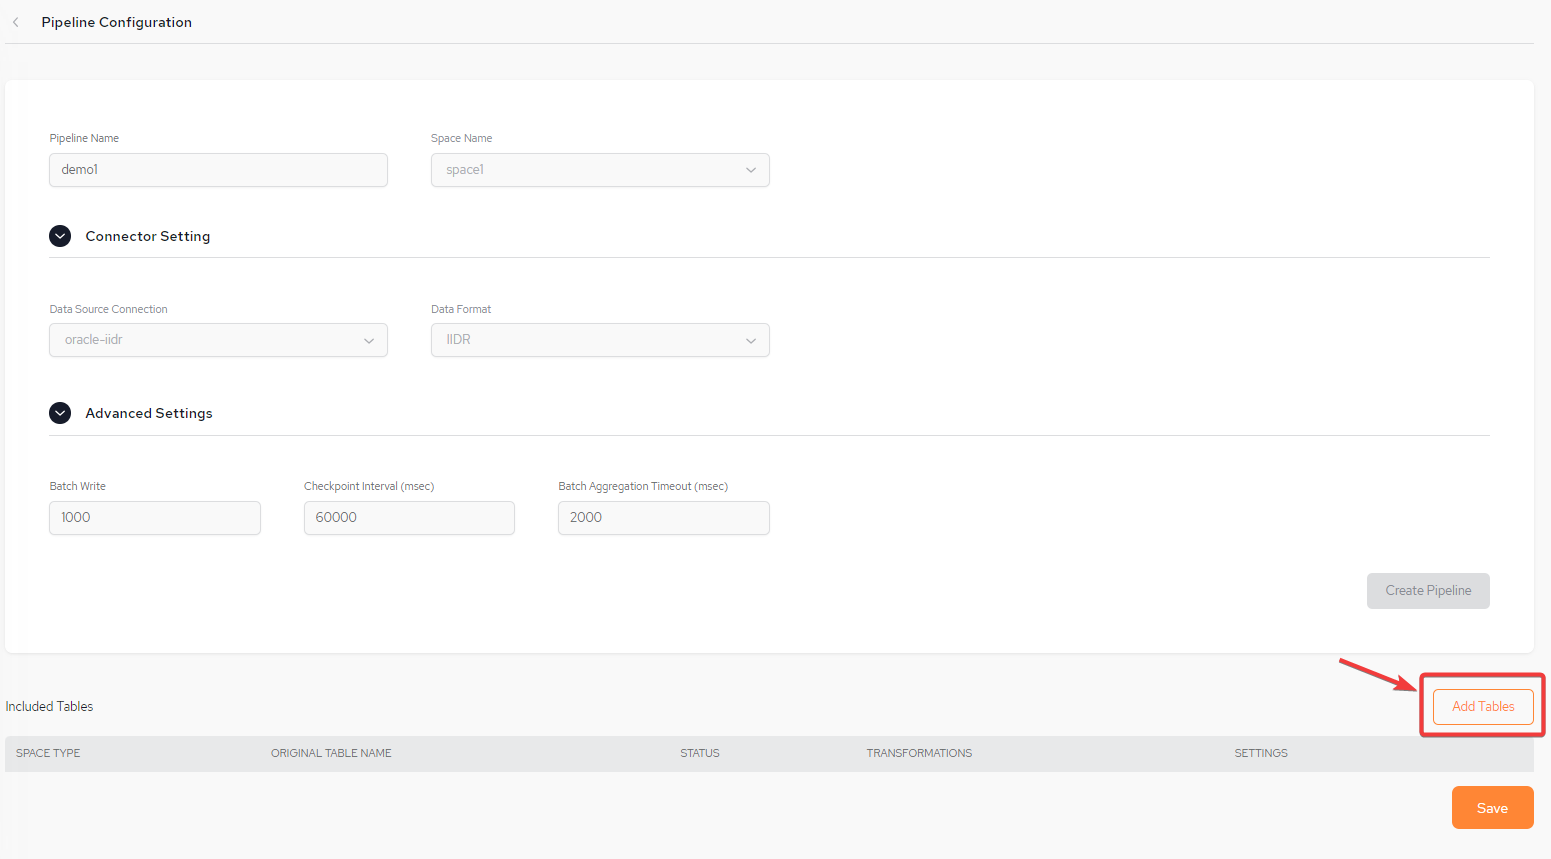 Pipeline Configuration
Pipeline Name Space Name
demo1 space1
Connector Setting
Data Source Connection Data Format
oracle-iidr IIDR
Advanced Settings
Batch Write Checkpoint Interval (msec) Batch Aggregation Timeout (msec)
1000 60000 2000
Create Pipeline
Included Tables Add Tables
SPACE TYPE ORIGINAL TABLE NAME STATUS TRANSFORMATIONS SETTINGS
Save